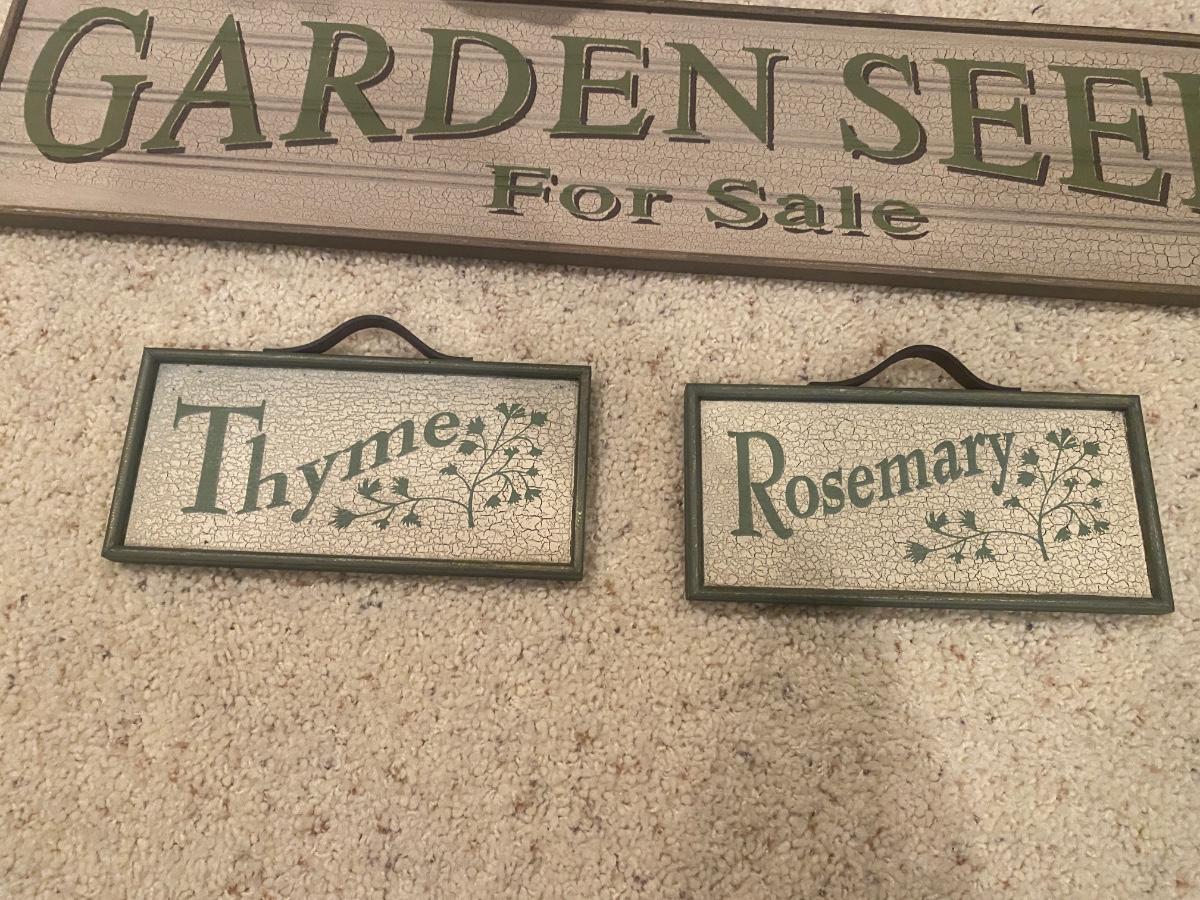 GARDEN SEE
For Sale
Thyme
Rosemary